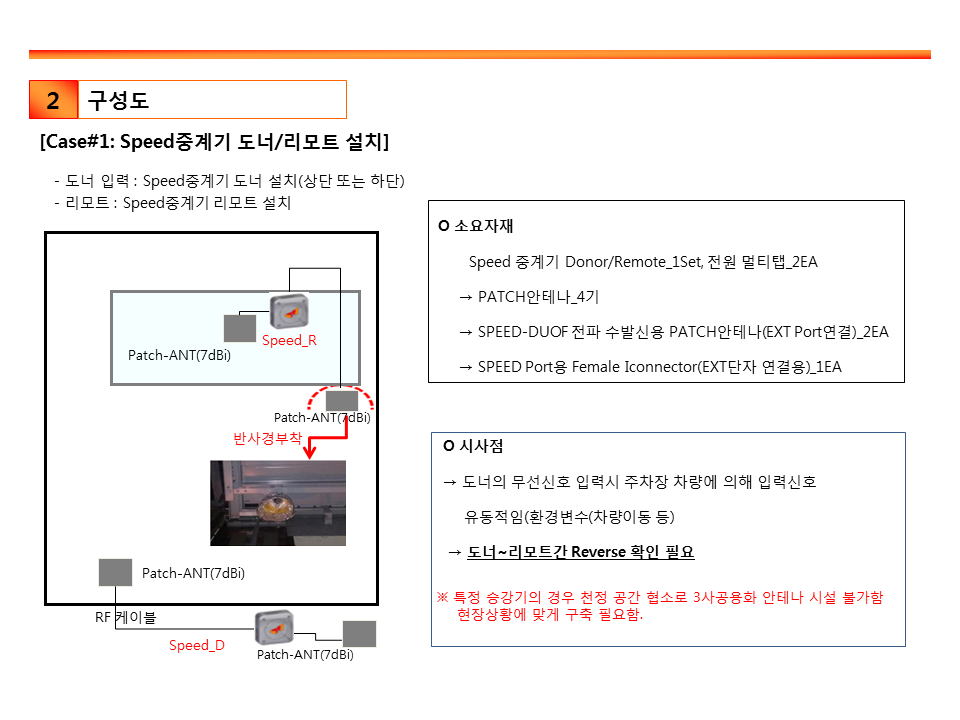 2 구성도
[Case#1: Speed중계기 도너/리모트 설치]
- 도너 입력 : Speed중계기 도너 설치(상단 또는 하단)
- 리모트 : Speed중계기 리모트 설치
Speed_R
Patch-ANT(7dBi)
Patch-ANT(7dBi)
반사경부착
Patch-ANT(7dBi)
RF 케이블
Speed_D
Patch-ANT(7dBi)
O 소요자재
Speed 중계기 Donor/Remote_1Set, 전원 멀티탭_2EA
→ PATCH안테나_4기
→ SPEED-DUOF 전파 수발신용 PATCH안테나(EXT Port연결)_2EA
→ SPEED Port용 Female Iconnector(EXT단자 연결용)_1EA
O 시사점
→ 도너의 무선신호 입력시 주차장 차량에 의해 입력신호
유동적임(환경변수(차량이동 등)
→ 도너~리모트간 Reverse 확인 필요
※ 특정 승강기의 경우 천정 공간 협소로 3사공용화 안테나 시설 불가함
현장상황에 맞게 구축 필요함.